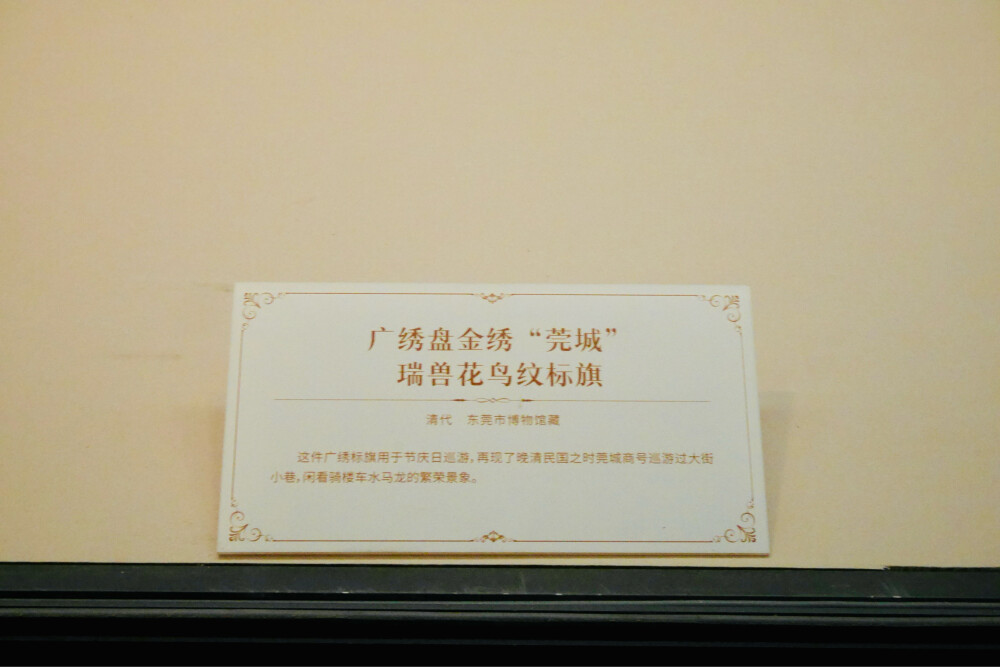 广绣盘金绣“莞城”
瑞兽花鸟纹标旗
清代　东莞市博物馆藏
这件广绣标旗用于节庆日巡游,再现了晚清民国之时莞城商号巡游过大街
小巷,闲看骑楼车水马龙的繁荣景象。